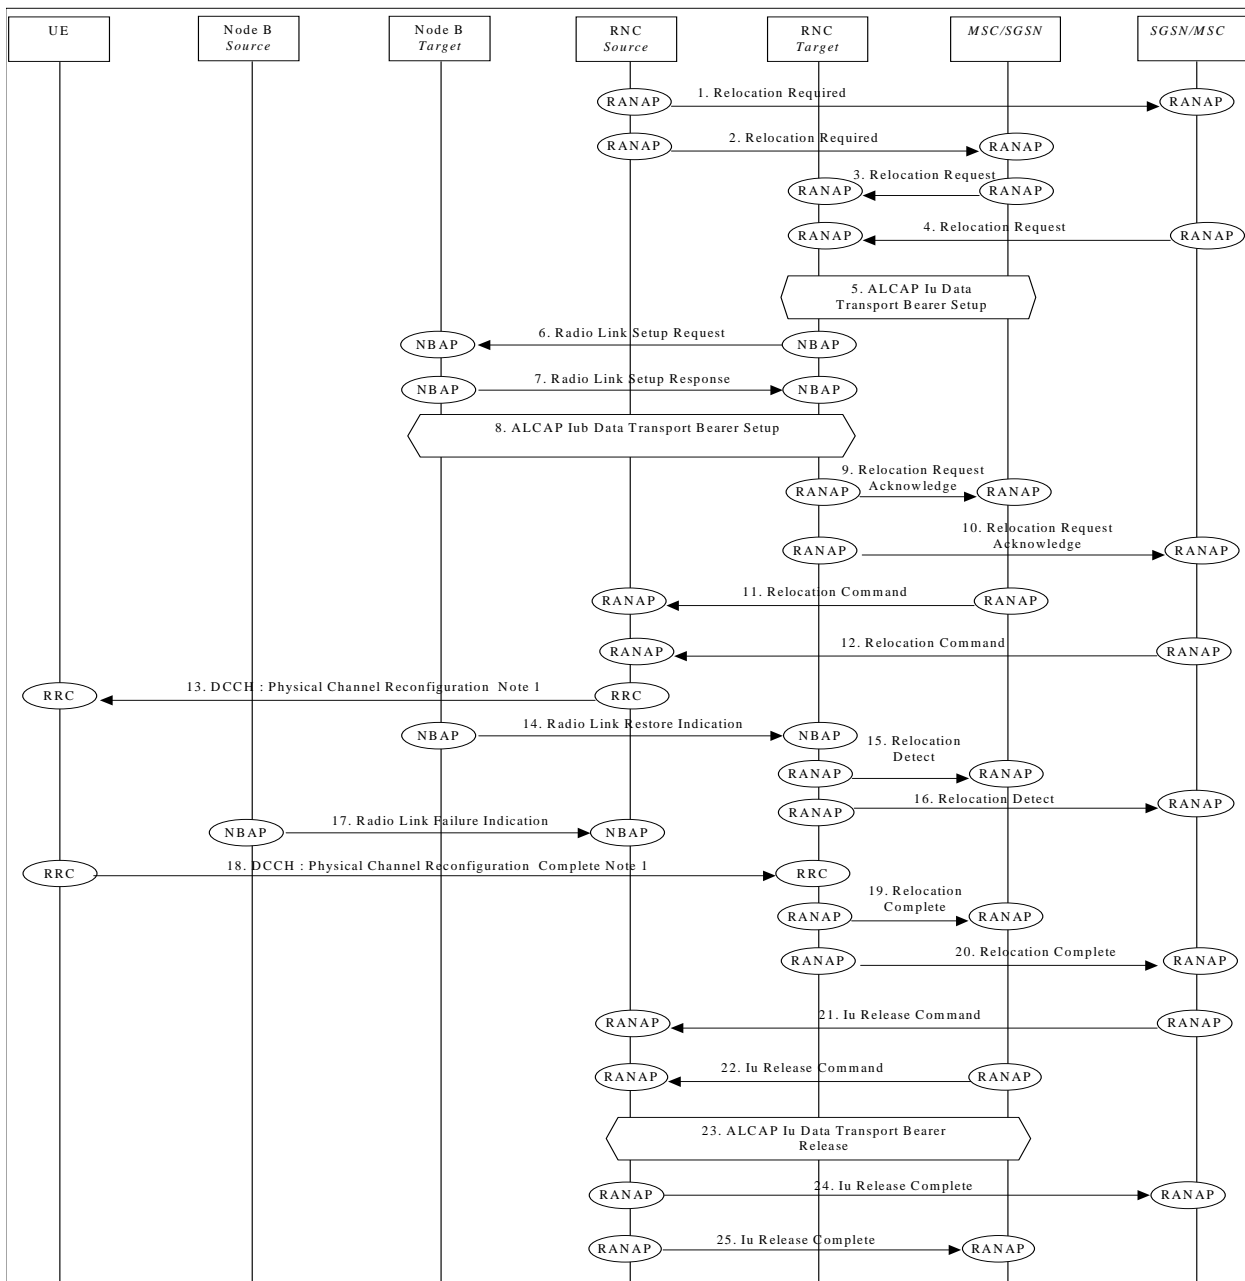 UE
Node B
Source
Node B
Target
RNC
Source
RNC
Target
MSC/SGSN
SGSN/MSC
RANAP
1. Relocation Required
RANAP
RANAP
2. Relocation Required
RANAP
RANAP
3. Relocation Request
RANAP
RANAP
4. Relocation Request
RANAP
5. ALCAP Iu Data
Transport Bearer Setup
NBAP
6. Radio Link Setup Request
NBAP
NBAP
7. Radio Link Setup Response
NBAP
8. ALCAP Iub Data Transport Bearer Setup
RANAP
9. Relocation Request
Acknowledge
RANAP
RANAP
10. Relocation Request
Acknowledge
RANAP
RANAP
11. Relocation Command
RANAP
RANAP
12. Relocation Command
RANAP
RRC
13. DCCH : Physical Channel Reconfiguration Note 1
RRC
NBAP
14. Radio Link Restore Indication
NBAP
RANAP
15. Relocation
Detect
RANAP
RANAP
16. Relocation Detect
RANAP
NBAP
17. Radio Link Failure Indication
NBAP
RRC
18. DCCH : Physical Channel Reconfiguration Complete Note 1
RRC
RANAP
19. Relocation
Complete
RANAP
RANAP
20. Relocation Complete
RANAP
RANAP
21. Iu Release Command
RANAP
RANAP
22. Iu Release Command
RANAP
23. ALCAP Iu Data Transport Bearer
Release
RANAP
24. Iu Release Complete
RANAP
RANAP
25. Iu Release Complete
RANAP